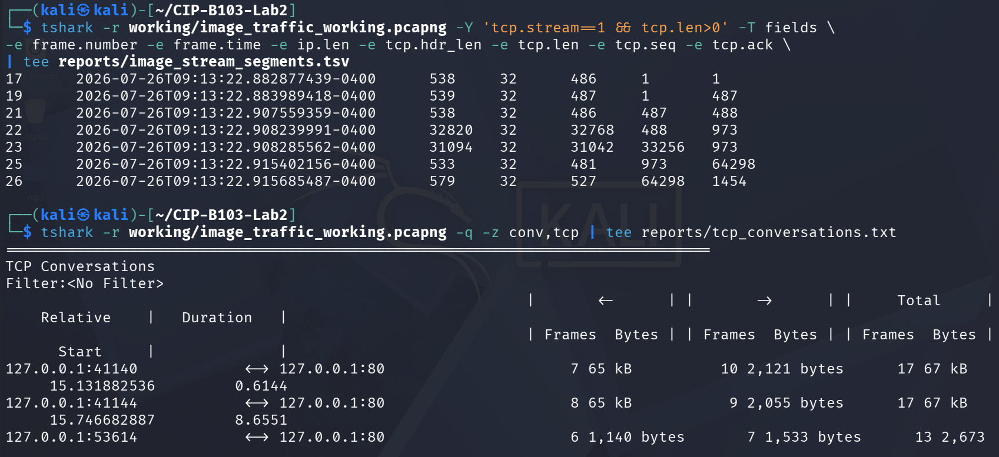 ┌──(kali㉿kali)-[~/CIP-B103-Lab2]
└─$ tshark -r working/image_traffic_working.pcapng -Y 'tcp.stream==1 && tcp.len>0' -T fields \
-e frame.number -e frame.time -e ip.len -e tcp.hdr_len -e tcp.len -e tcp.seq -e tcp.ack \
| tee reports/image_stream_segments.tsv
17 2026-07-26T09:13:22.882877439-0400 538 32 486 1 1
19 2026-07-26T09:13:22.883989418-0400 539 32 487 1 487
21 2026-07-26T09:13:22.907559359-0400 538 32 486 487 488
22 2026-07-26T09:13:22.908239991-0400 32820 32 32768 488 973
23 2026-07-26T09:13:22.908285562-0400 31094 32 31042 33256 973
25 2026-07-26T09:13:22.915402156-0400 533 32 481 973 64298
26 2026-07-26T09:13:22.915685487-0400 579 32 527 64298 1454
System
Trash
mp3
KALI
┌──(kali㉿kali)-[~/CIP-B103-Lab2]
└─$ tshark -r working/image_traffic_working.pcapng -q -z conv,tcp | tee reports/tcp_conversations.txt
================================================================================
TCP Conversations
Filter:<No Filter>
| <- | | -> | | Total |
Relative | Duration |
| Frames Bytes | | Frames Bytes | | Frames Bytes |
Start | |
127.0.0.1:41140 <-> 127.0.0.1:80 7 65 kB 10 2,121 bytes 17 67 kB
15.131882536 0.6144
127.0.0.1:41144 <-> 127.0.0.1:80 8 65 kB 9 2,055 bytes 17 67 kB
15.746682887 8.6551
127.0.0.1:53614 <-> 127.0.0.1:80 6 1,140 bytes 7 1,533 bytes 13 2,673